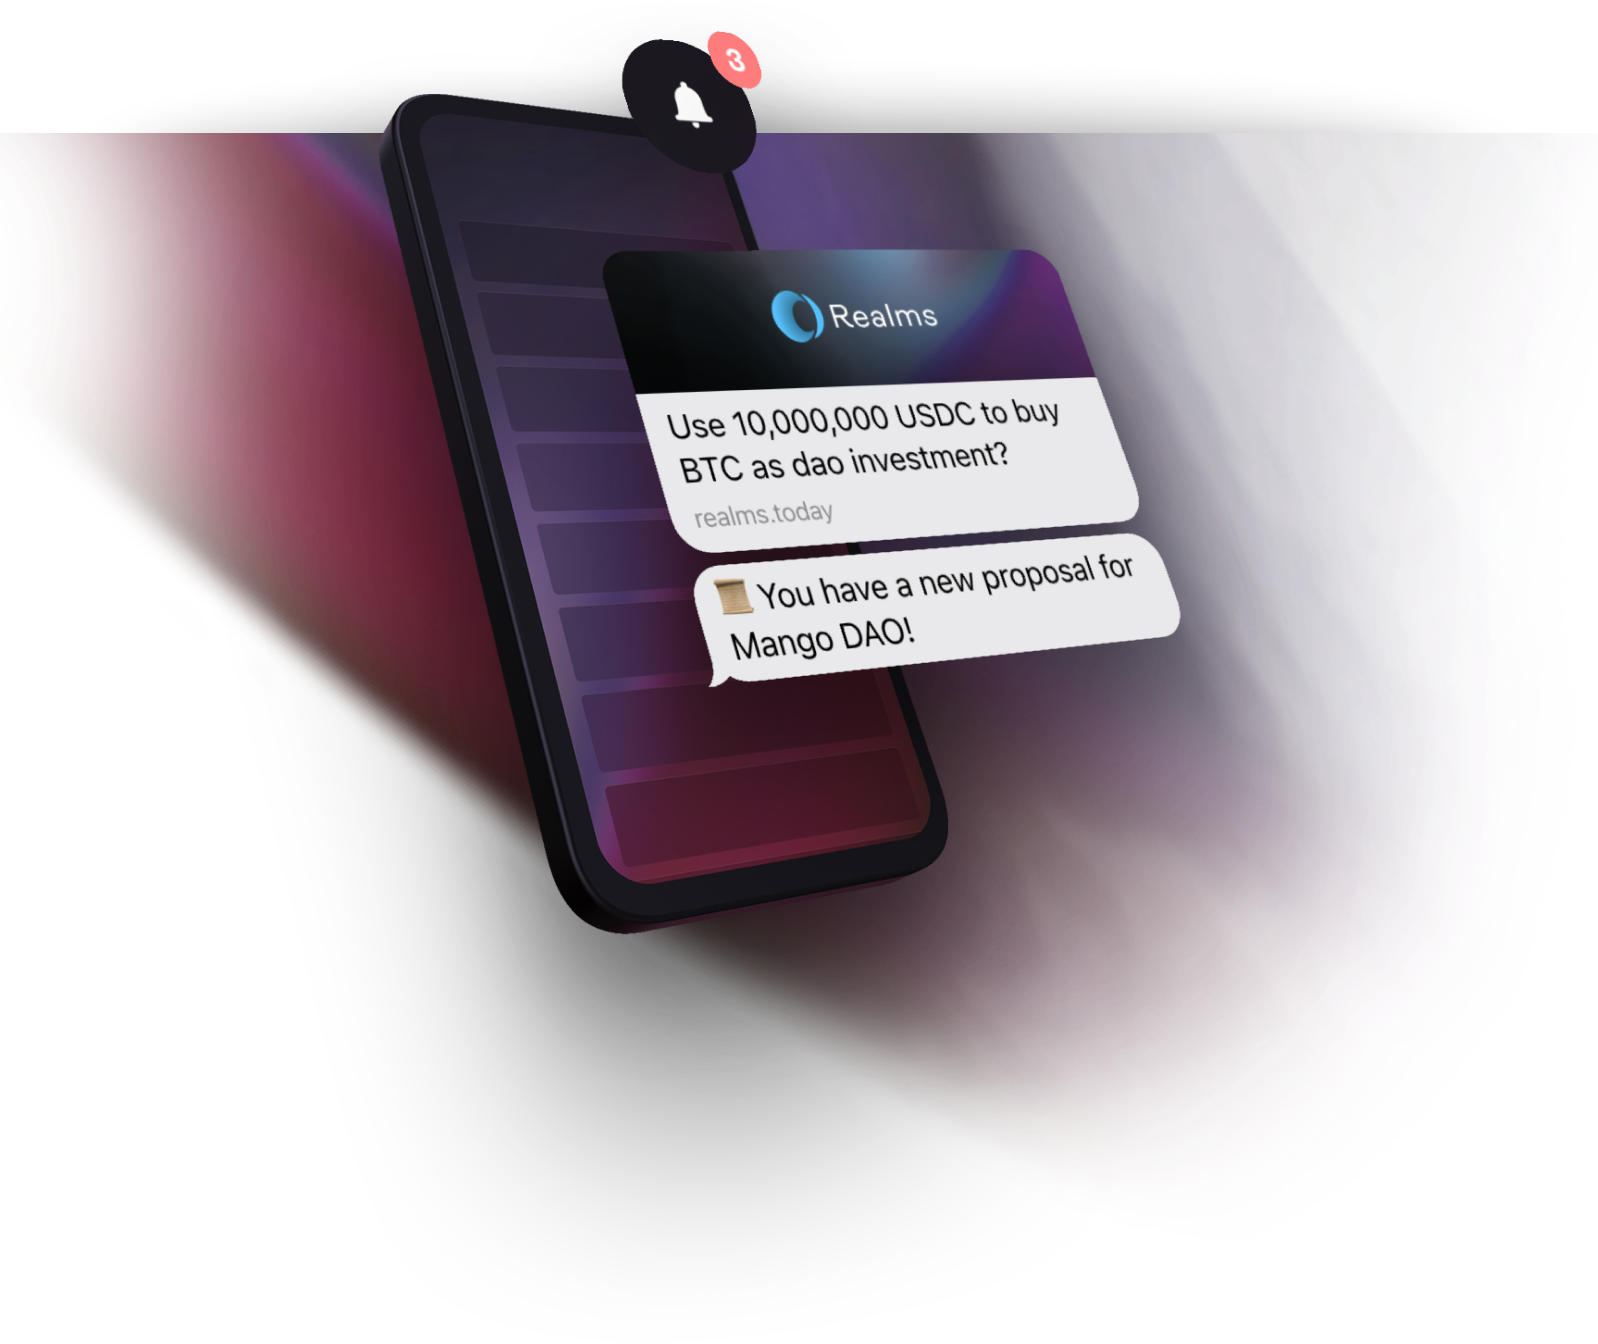 3
Realms
Use 10,000,000 USDC to buy
BTC as dao investment?
realms.today
📜 You have a new proposal for
Mango DAO!